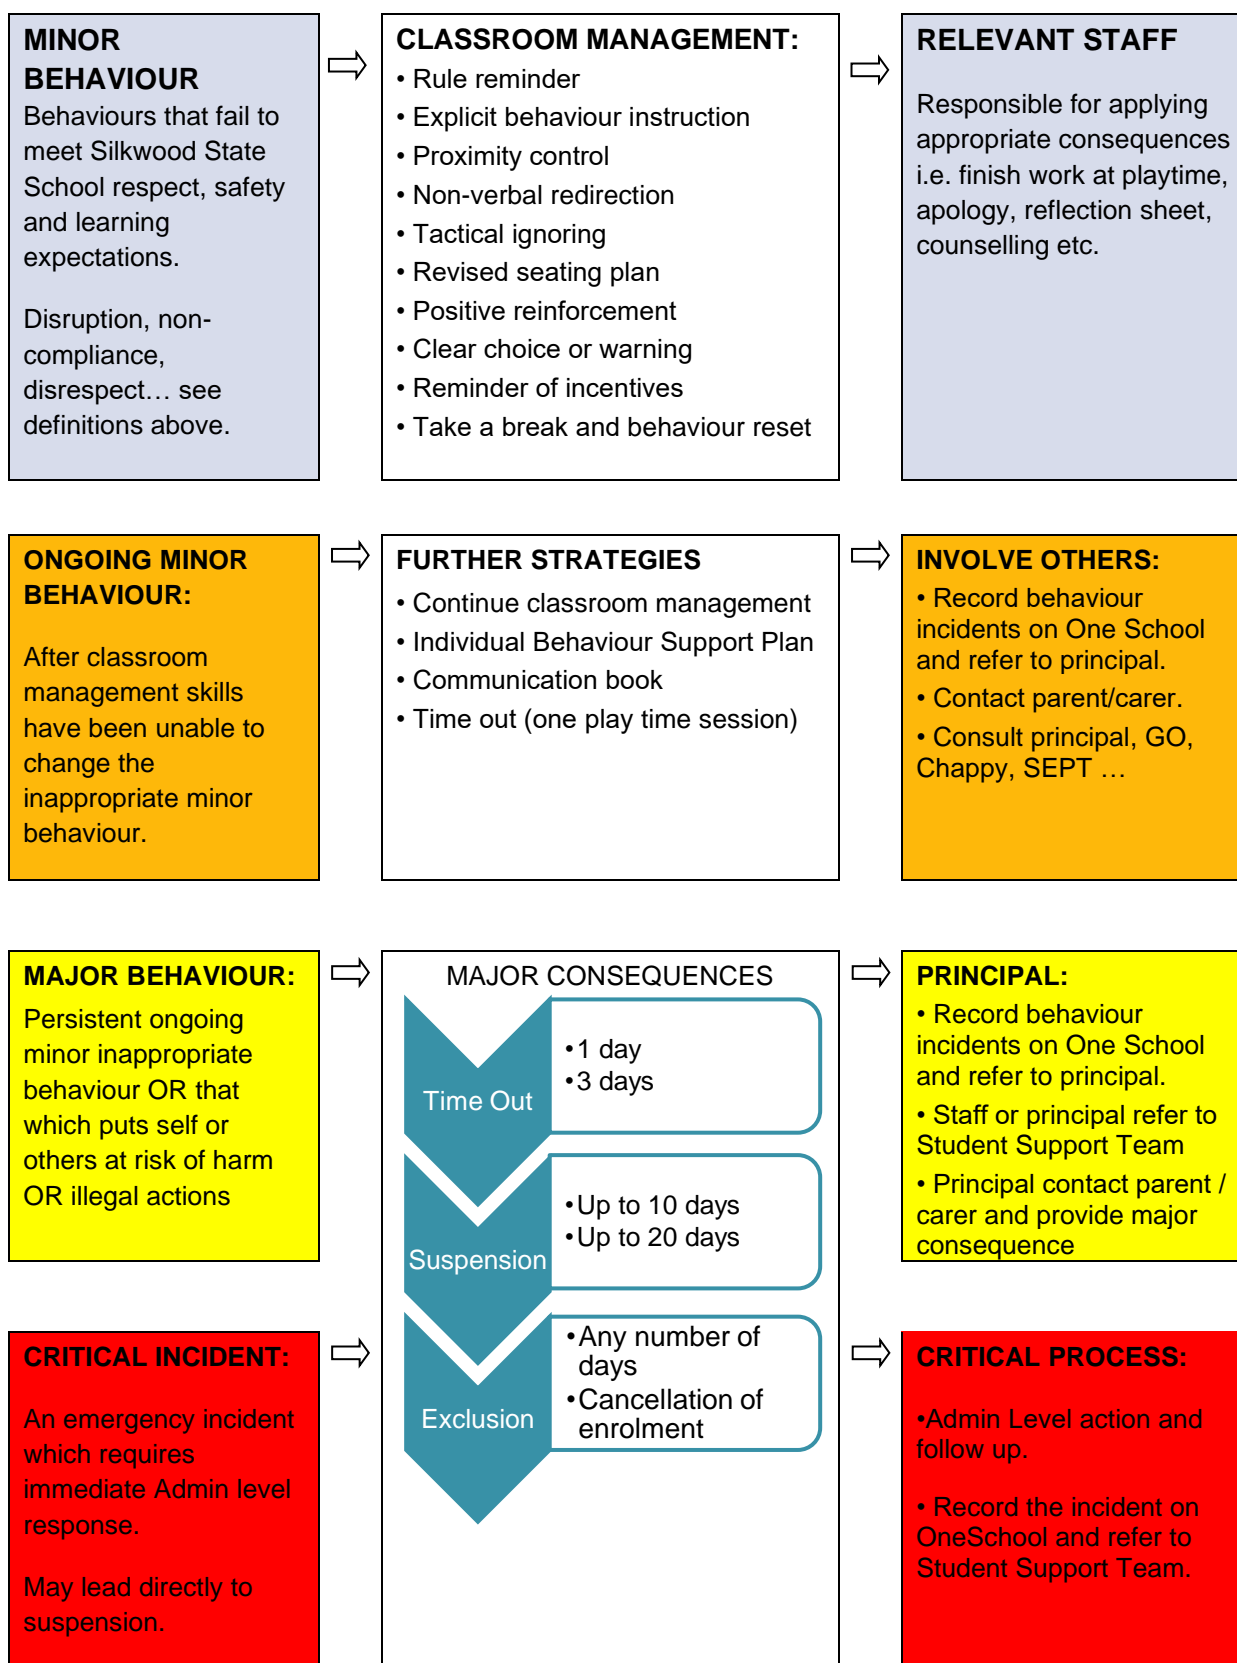 MINOR
BEHAVIOUR
Behaviours that fail to
meet Silkwood State
School respect, safety
and learning
expectations.
Disruption, non-
compliance,
disrespect… see
definitions above.
CLASSROOM MANAGEMENT:
• Rule reminder
• Explicit behaviour instruction
• Proximity control
• Non-verbal redirection
• Tactical ignoring
• Revised seating plan
• Positive reinforcement
• Clear choice or warning
• Reminder of incentives
• Take a break and behaviour reset
RELEVANT STAFF
Responsible for applying
appropriate consequences
i.e. finish work at playtime,
apology, reflection sheet,
counselling etc.
ONGOING MINOR
BEHAVIOUR:
After classroom
management skills
have been unable to
change the
inappropriate minor
behaviour.
FURTHER STRATEGIES
• Continue classroom management
• Individual Behaviour Support Plan
• Communication book
• Time out (one play time session)
INVOLVE OTHERS:
• Record behaviour
incidents on One School
and refer to principal.
• Contact parent/carer.
• Consult principal, GO,
Chappy, SEPT …
MAJOR BEHAVIOUR:
Persistent ongoing
minor inappropriate
behaviour OR that
which puts self or
others at risk of harm
OR illegal actions
MAJOR CONSEQUENCES
Time Out
•1 day
•3 days
Suspension
•Up to 10 days
•Up to 20 days
Exclusion
•Any number of
days
•Cancellation of
enrolment
PRINCIPAL:
• Record behaviour
incidents on One School
and refer to principal.
• Staff or principal refer to
Student Support Team
• Principal contact parent /
carer and provide major
consequence
CRITICAL INCIDENT:
An emergency incident
which requires
immediate Admin level
response.
May lead directly to
suspension.
CRITICAL PROCESS:
•Admin Level action and
follow up.
• Record the incident on
OneSchool and refer to
Student Support Team.